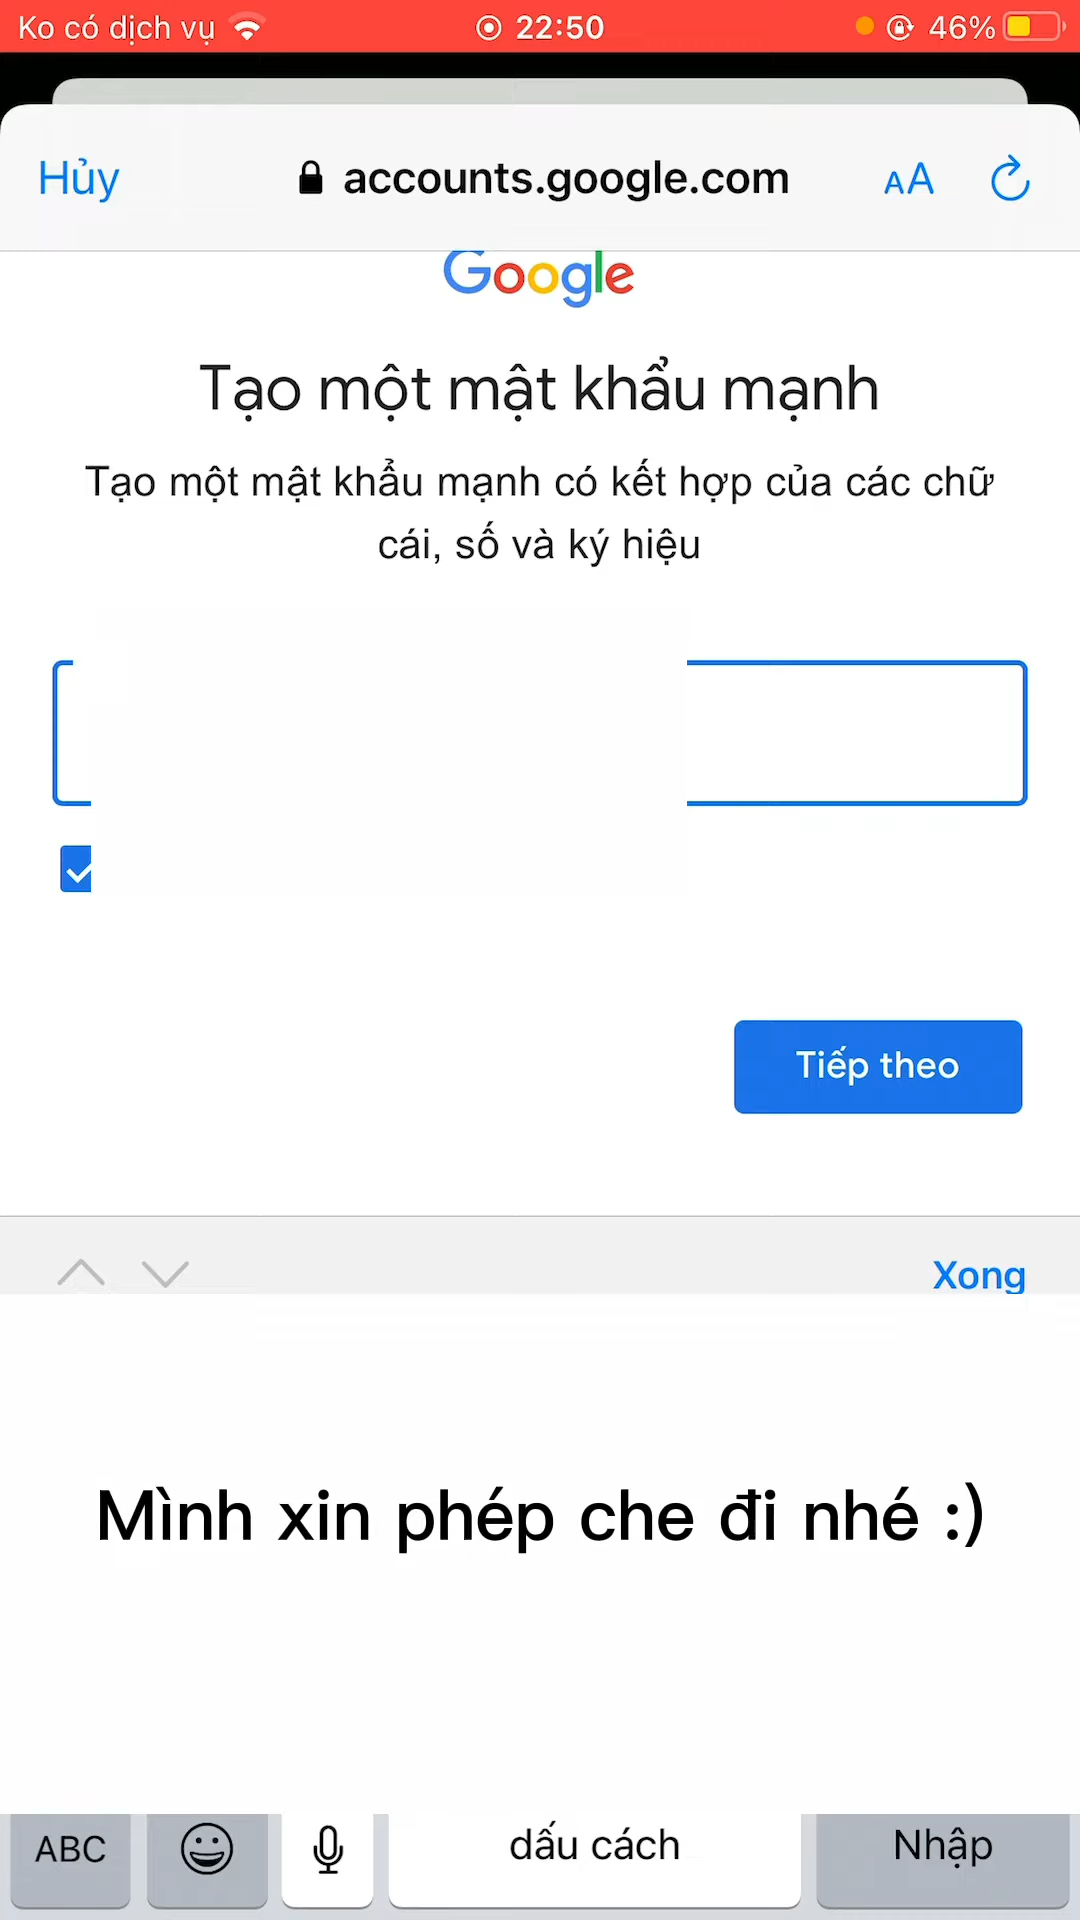 Ko có dịch vụ 22:50 46%
Hủy accounts.google.com AA
Google
Tạo một mật khẩu mạnh
Tạo một mật khẩu mạnh có kết hợp của các chữ
cái, số và ký hiệu
Tiếp theo
Xong
Mình xin phép che đi nhé :)
ABC dấu cách Nhập